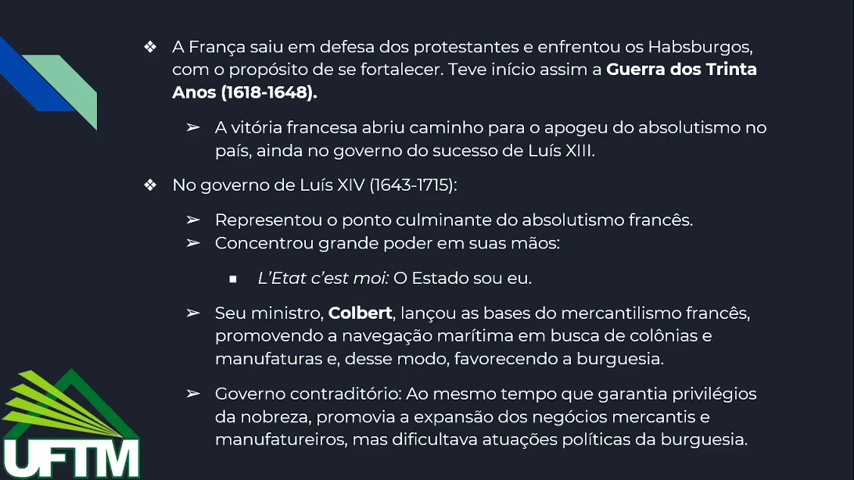 ❖ A França saiu em defesa dos protestantes e enfrentou os Habsburgos,
com o propósito de se fortalecer. Teve início assim a Guerra dos Trinta
Anos (1618-1648).
➢ A vitória francesa abriu caminho para o apogeu do absolutismo no
país, ainda no governo do sucesso de Luís XIII.
❖ No governo de Luís XIV (1643-1715):
➢ Representou o ponto culminante do absolutismo francês.
➢ Concentrou grande poder em suas mãos:
▪ L’Etat c’est moi: O Estado sou eu.
➢ Seu ministro, Colbert, lançou as bases do mercantilismo francês,
promovendo a navegação marítima em busca de colônias e
manufaturas e, desse modo, favorecendo a burguesia.
➢ Governo contraditório: Ao mesmo tempo que garantia privilégios
da nobreza, promovia a expansão dos negócios mercantis e
manufatureiros, mas dificultava atuações políticas da burguesia.
UFTM